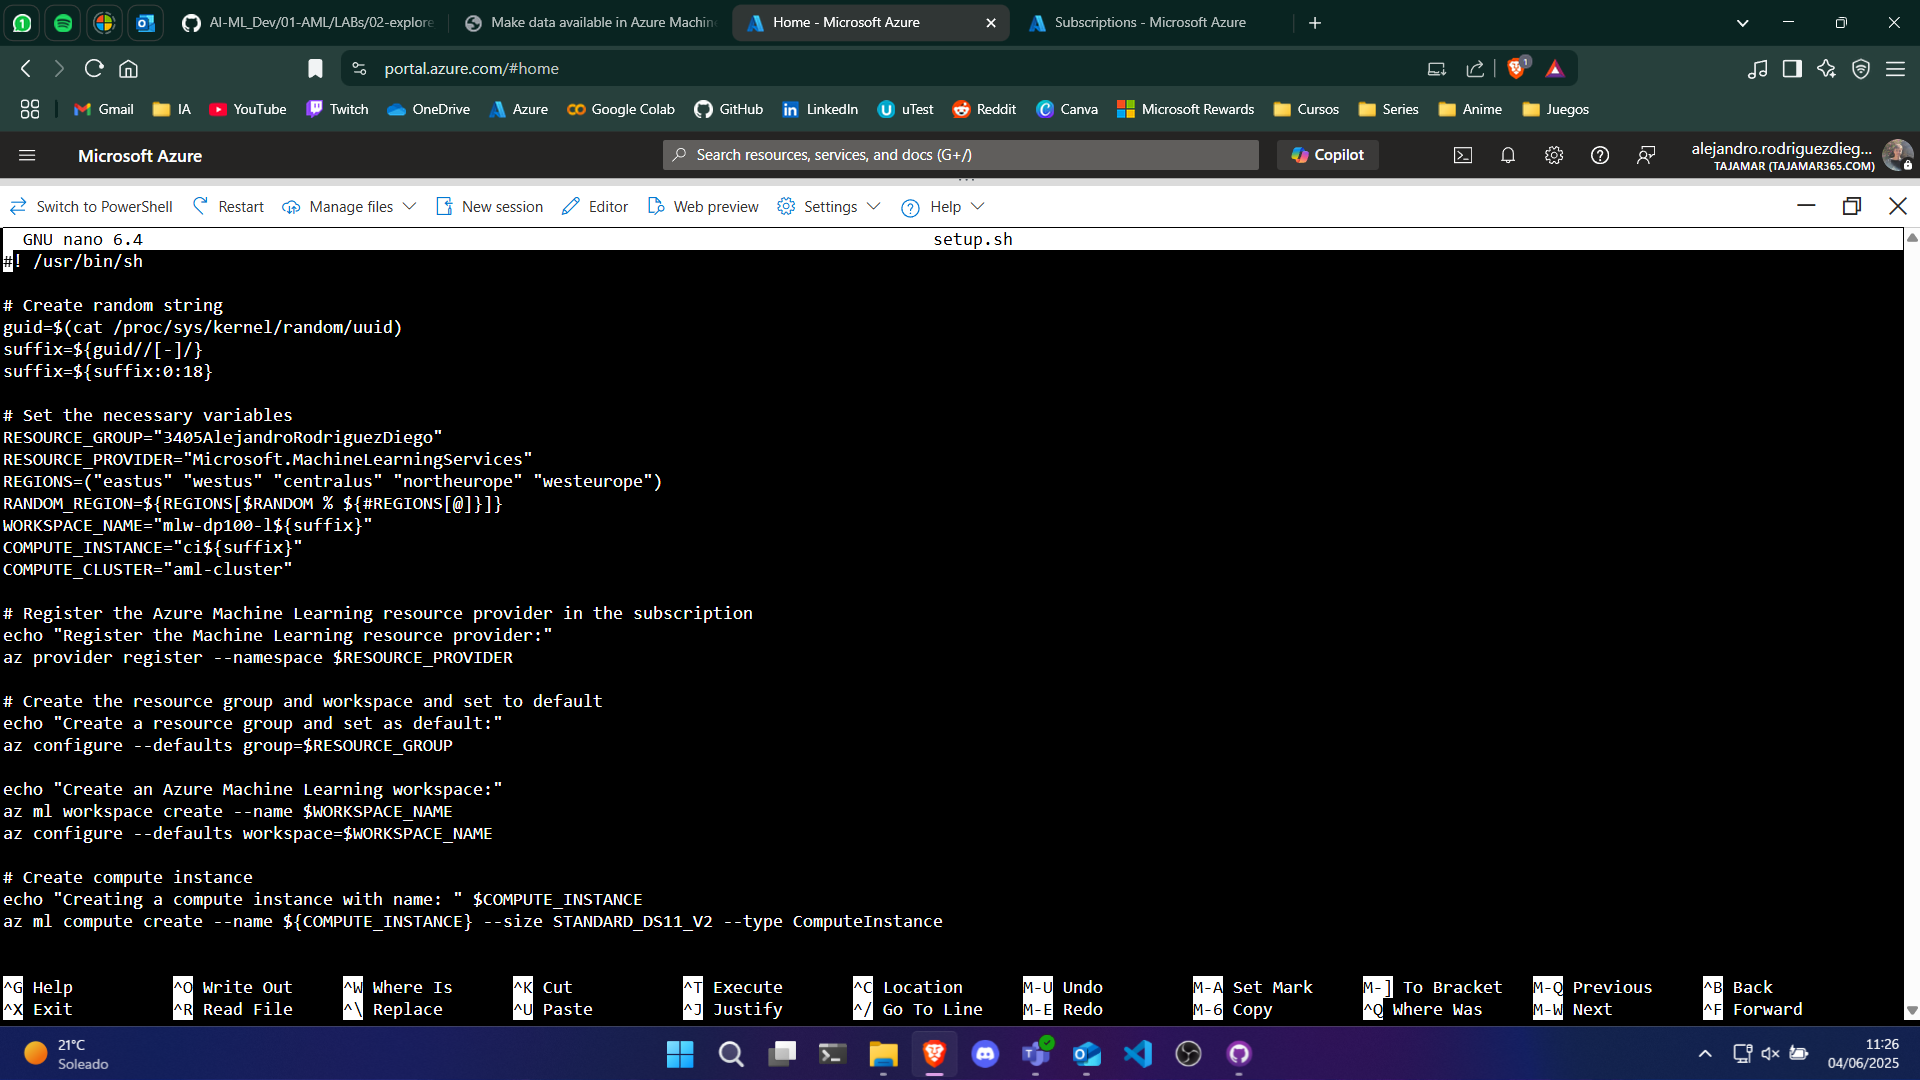 AI-ML_Dev/01-AML/LABs/02-explore
Make data available in Azure Machin
Home - Microsoft Azure
Subscriptions - Microsoft Azure
portal.azure.com/#home
1
Gmail
IA
YouTube
Twitch
OneDrive
Azure
Google Colab
GitHub
LinkedIn
uTest
Reddit
Canva
Microsoft Rewards
Cursos
Series
Anime
Juegos
Microsoft Azure
Search resources, services, and docs (G+/)
Copilot
alejandro.rodriguezdieg...
TAJAMAR (TAJAMAR365.COM)
Switch to PowerShell
Restart
Manage files
New session
Editor
Web preview
Settings
Help
GNU nano 6.4 setup.sh
#! /usr/bin/sh
# Create random string
guid=$(cat /proc/sys/kernel/random/uuid)
suffix=${guid//[-]/}
suffix=${suffix:0:18}
# Set the necessary variables
RESOURCE_GROUP="3405AlejandroRodriguezDiego"
RESOURCE_PROVIDER="Microsoft.MachineLearningServices"
REGIONS=("eastus" "westus" "centralus" "northeurope" "westeurope")
RANDOM_REGION=${REGIONS[$RANDOM % ${#REGIONS[@]}]}
WORKSPACE_NAME="mlw-dp100-l${suffix}"
COMPUTE_INSTANCE="ci${suffix}"
COMPUTE_CLUSTER="aml-cluster"
# Register the Azure Machine Learning resource provider in the subscription
echo "Register the Machine Learning resource provider:"
az provider register --namespace $RESOURCE_PROVIDER
# Create the resource group and workspace and set to default
echo "Create a resource group and set as default:"
az configure --defaults group=$RESOURCE_GROUP
echo "Create an Azure Machine Learning workspace:"
az ml workspace create --name $WORKSPACE_NAME
az configure --defaults workspace=$WORKSPACE_NAME
# Create compute instance
echo "Creating a compute instance with name: " $COMPUTE_INSTANCE
az ml compute create --name ${COMPUTE_INSTANCE} --size STANDARD_DS11_V2 --type ComputeInstance
^G Help ^O Write Out ^W Where Is ^K Cut ^T Execute ^C Location M-U Undo M-A Set Mark M-] To Bracket M-Q Previous ^B Back
^X Exit ^R Read File ^\ Replace ^U Paste ^J Justify ^/ Go To Line M-E Redo M-6 Copy ^Q Where Was M-W Next ^F Forward
21°C
Soleado
11:26
04/06/2025